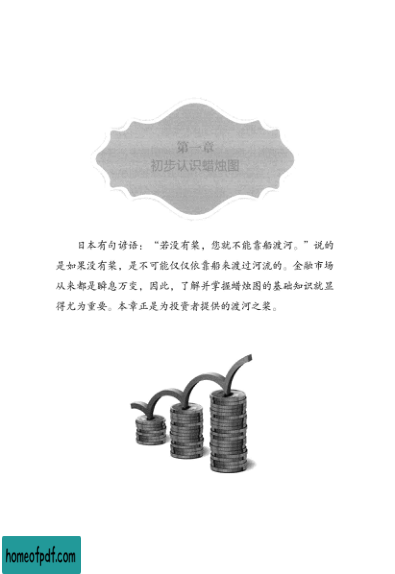 第一章
初步认识蜡烛图
日本有句谚语：“若没有桨，您就不能靠船渡河。”说的
是如果没有桨，是不可能仅仅依靠船来渡过河流的。金融市场
从来都是瞬息万变，因此，了解并掌握蜡烛图的基础知识就显
得尤为重要。本章正是为投资者提供的渡河之桨。
homeofpdf.com